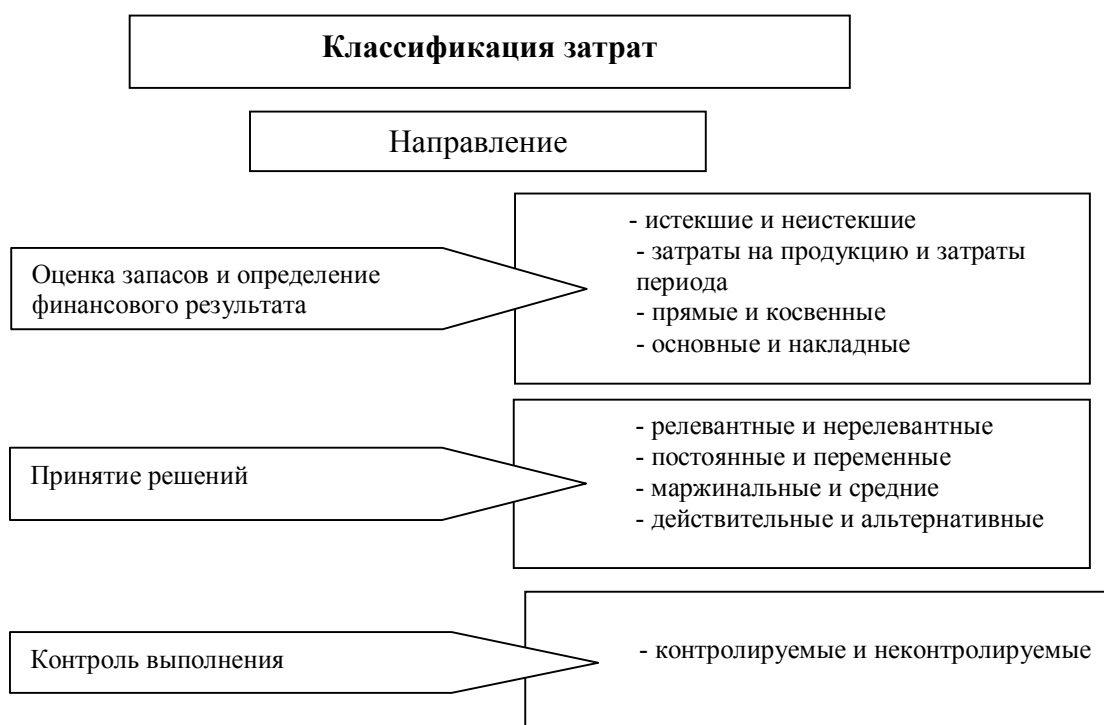 Классификация затрат
Направление
Оценка запасов и определение
финансового результата
- истекшие и неистекшие
- затраты на продукцию и затраты
периода
- прямые и косвенные
- основные и накладные
Принятие решений
- релевантные и нерелевантные
- постоянные и переменные
- маржинальные и средние
- действительные и альтернативные
Контроль выполнения
- контролируемые и неконтролируемые